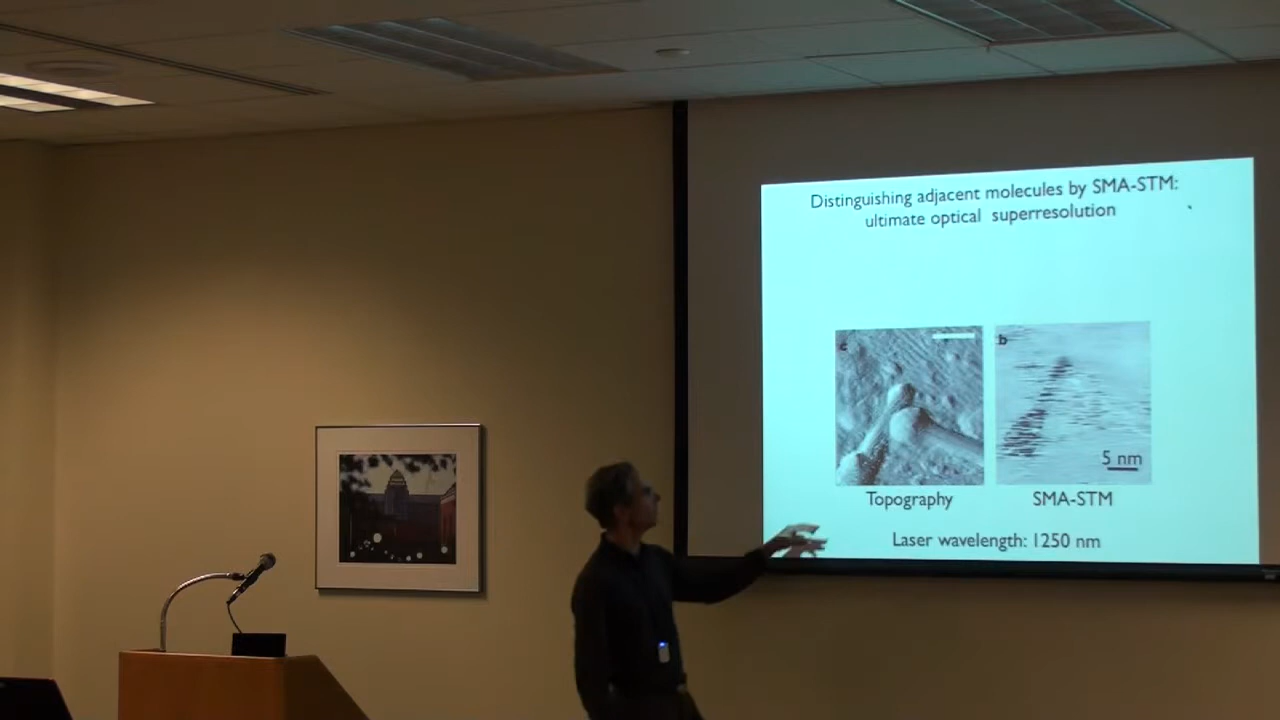 Distinguishing adjacent molecules by SMA-STM:
ultimate optical superresolution
c
b
5 nm
Topography
SMA-STM
Laser wavelength: 1250 nm